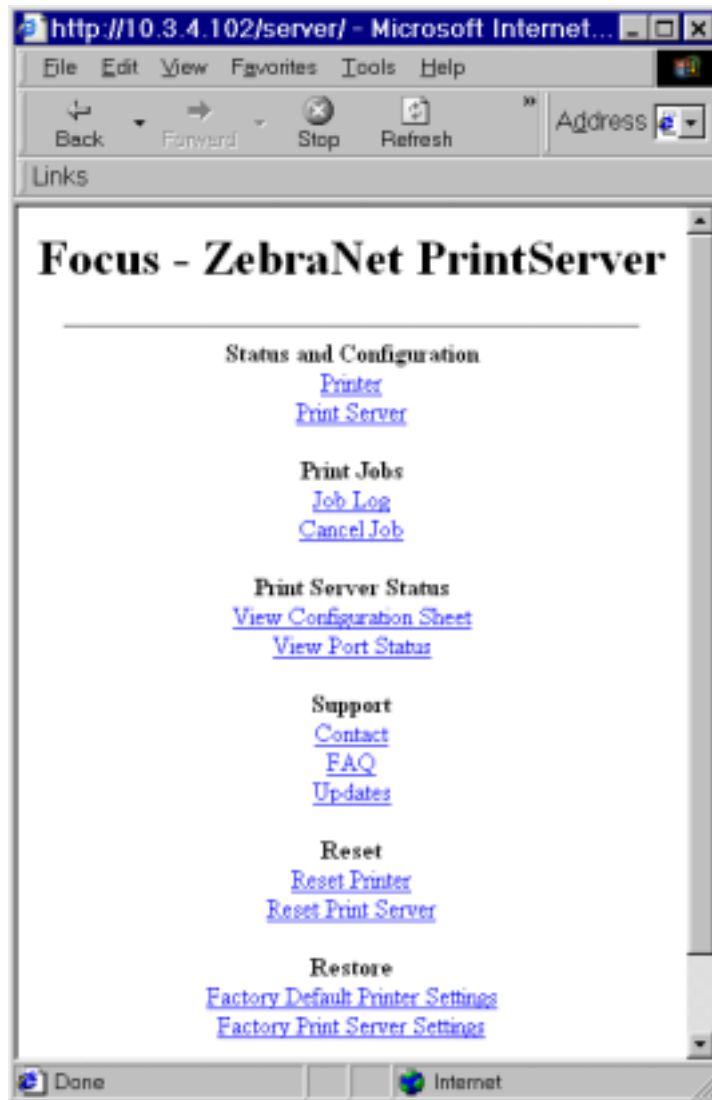 http://10.3.4.102/server/ - Microsoft Internet...
File Edit View Favorites Tools Help
Back Forward Stop Refresh » Address
Links
Focus - ZebraNet PrintServer
Status and Configuration
Printer
Print Server
Print Jobs
Job Log
Cancel Job
Print Server Status
View Configuration Sheet
View Port Status
Support
Contact
FAQ
Updates
Reset
Reset Printer
Reset Print Server
Restore
Factory Default Printer Settings
Factory Print Server Settings
Done Internet